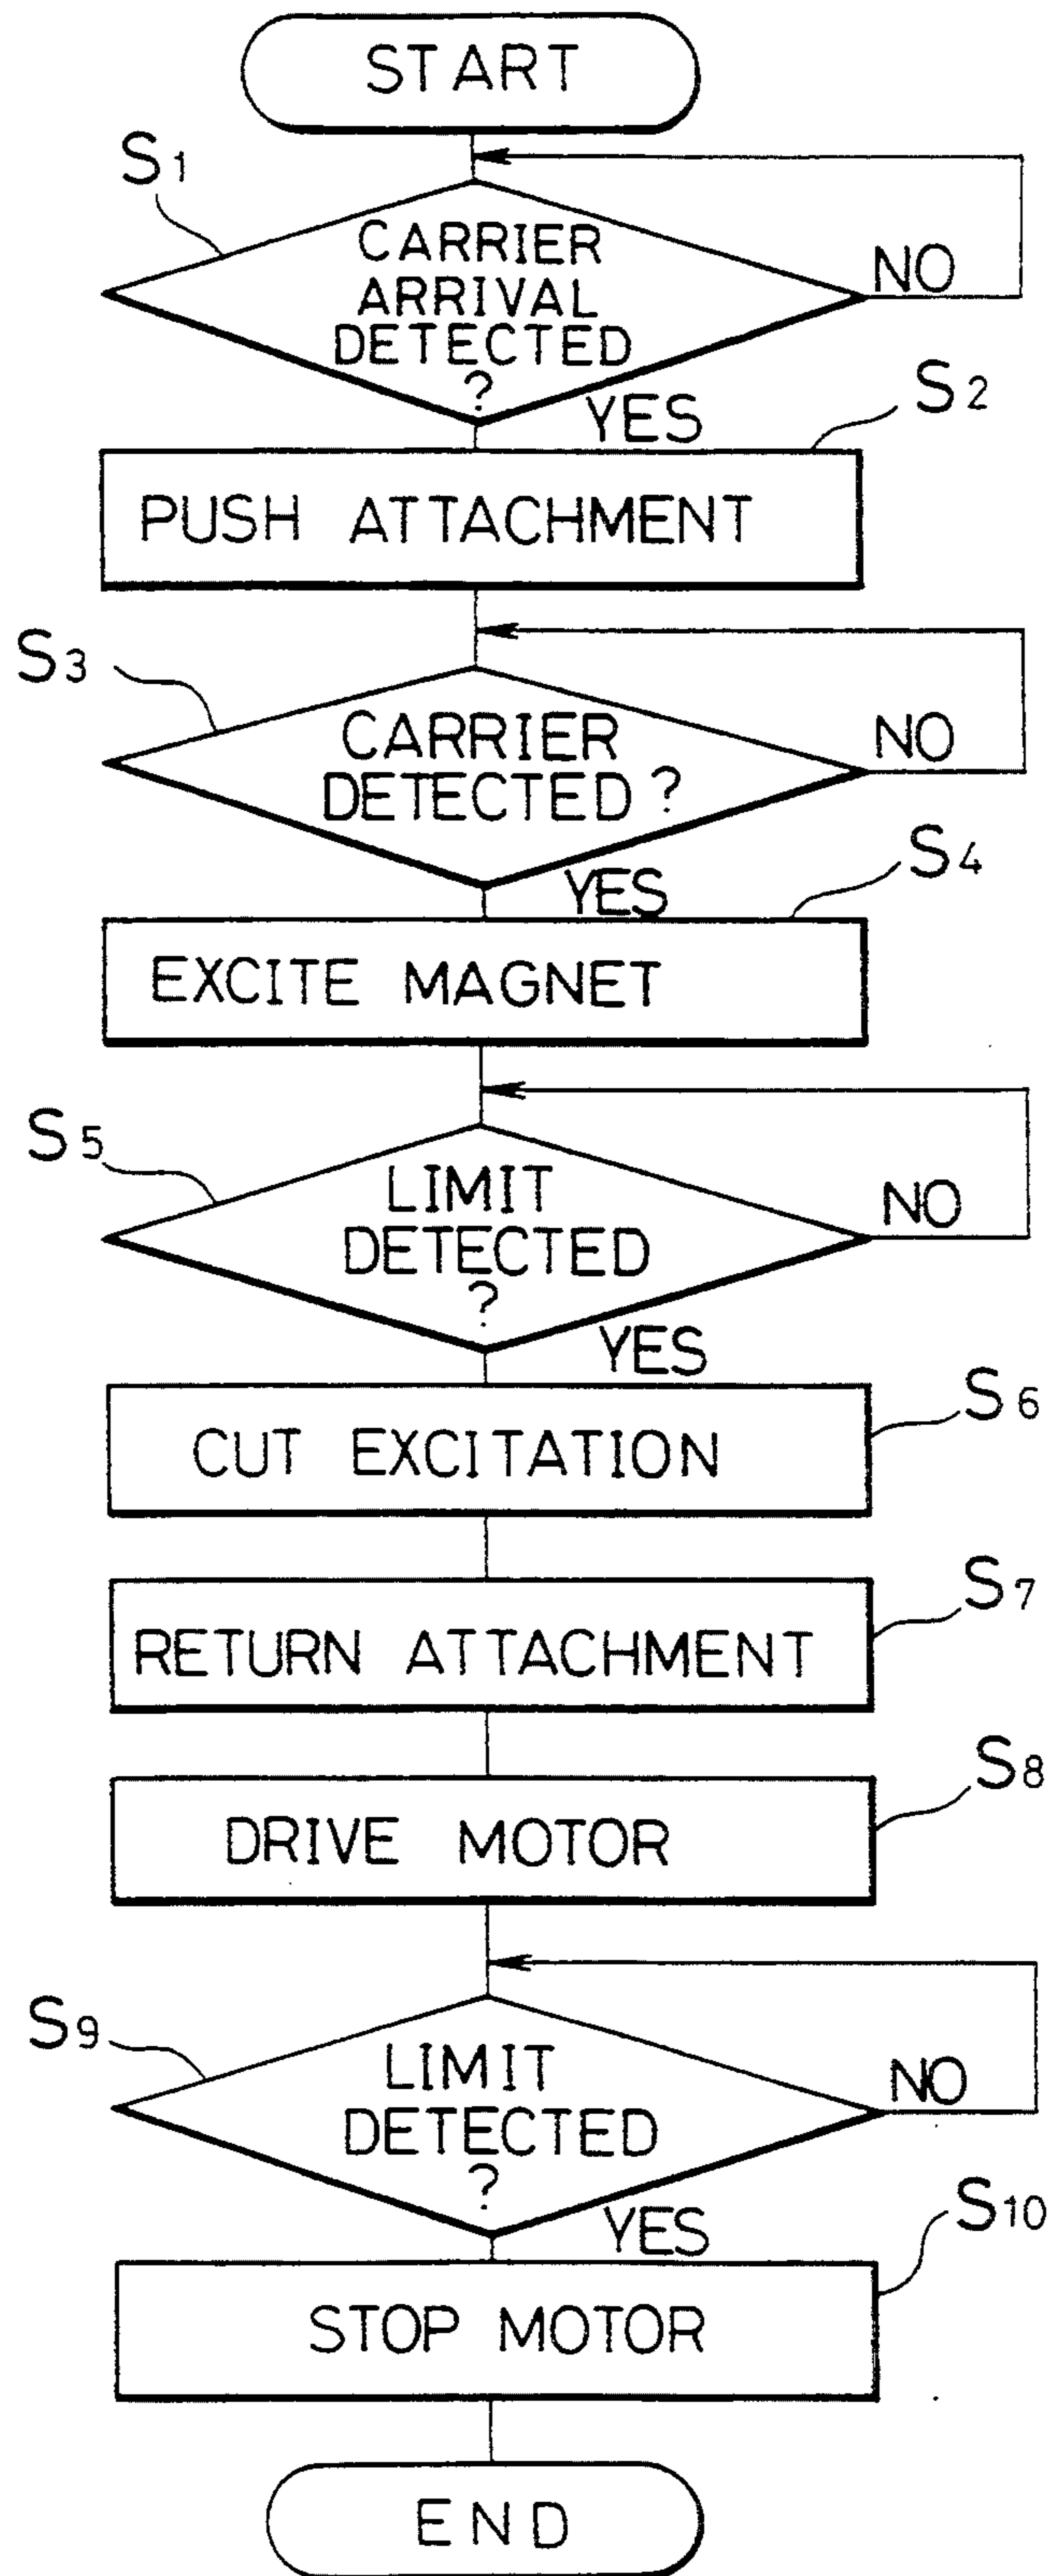 START
S1
CARRIER
ARRIVAL
DETECTED
?
NO
YES
S2
PUSH ATTACHMENT
S3
CARRIER
DETECTED ?
NO
YES
S4
EXCITE MAGNET
S5
LIMIT
DETECTED
?
NO
YES
S6
CUT EXCITATION
S7
RETURN ATTACHMENT
S8
DRIVE MOTOR
S9
LIMIT
DETECTED
?
NO
YES
S10
STOP MOTOR
END